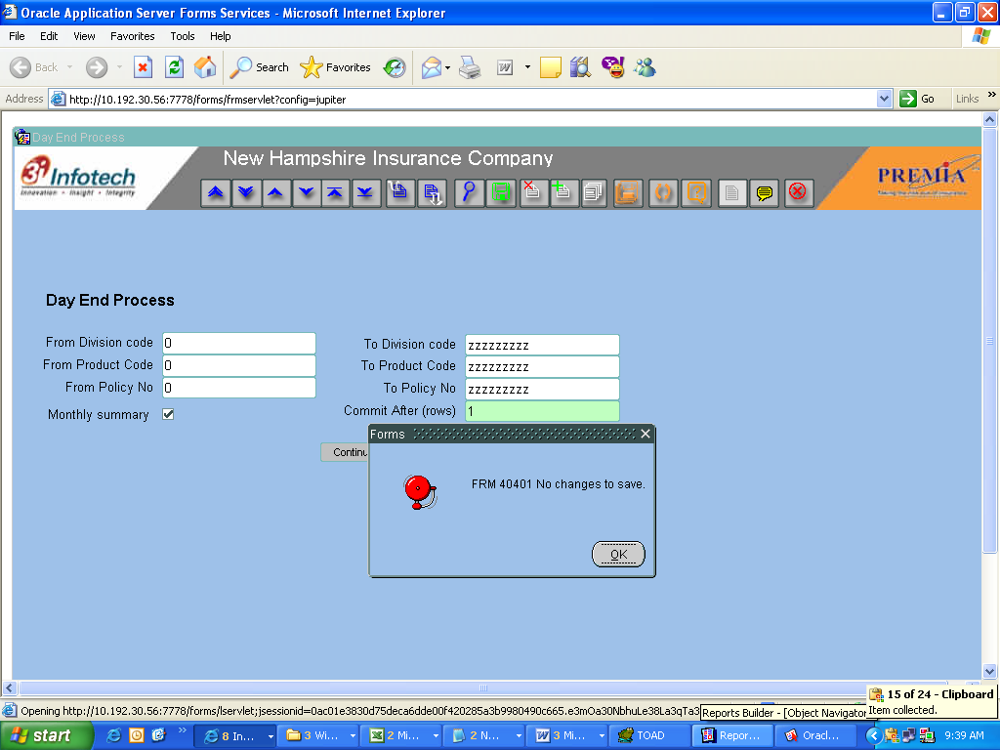 Oracle Application Server Forms Services - Microsoft Internet Explorer
File Edit View Favorites Tools Help
Back Search Favorites
Address http://10.192.30.56:7778/forms/frmservlet?config=jupiter Go Links »
Day End Process
3i Infotech
Innovation • Insight • Integrity
New Hampshire Insurance Company
PREMIA
Day End Process
From Division code 0 To Division code zzzzzzzzz
From Product Code 0 To Product Code zzzzzzzzz
From Policy No 0 To Policy No zzzzzzzzz
Monthly summary Commit After (rows) 1
Continu
Forms
FRM 40401 No changes to save.
OK
15 of 24 - Clipboard
Item collected.
Opening http://10.192.30.56:7778/forms/lservlet;jsessionid=0ac01e3830d75deca6dde00f420285a3b9980490c665.e3mOa30NbhuLe38La3qTa3
Reports Builder - [Object Navigator
start 8 In... 3 Wi... 2 Mi... 2 N... 3 Mi... TOAD Repor... Oracl... 9:39 AM